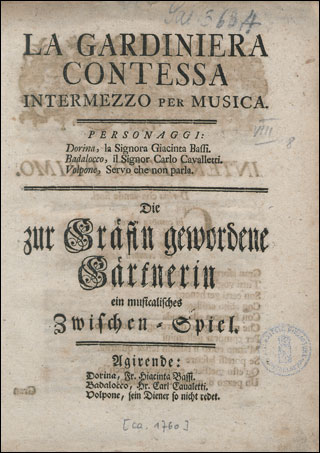 LA GARDINIERA
CONTESSA
INTERMEZZO PER MUSICA.
PERSONAGGI:
Dorina, la Signora Giacinta Bassi.
Badalocco, il Signor Carlo Cavalletti.
Volpone, Servo che non parla.
VIII
8
Die
zur Gräfin gewordene
Gärtnerin
ein musicalisches
Zwischen-Spiel.
Agirende:
Dorina, Fr. Hiacinta Bassi.
Badalocco, Hr. Carl Cavaletti.
Volpone, sein Diener so nicht redet.
[ca. 1760]